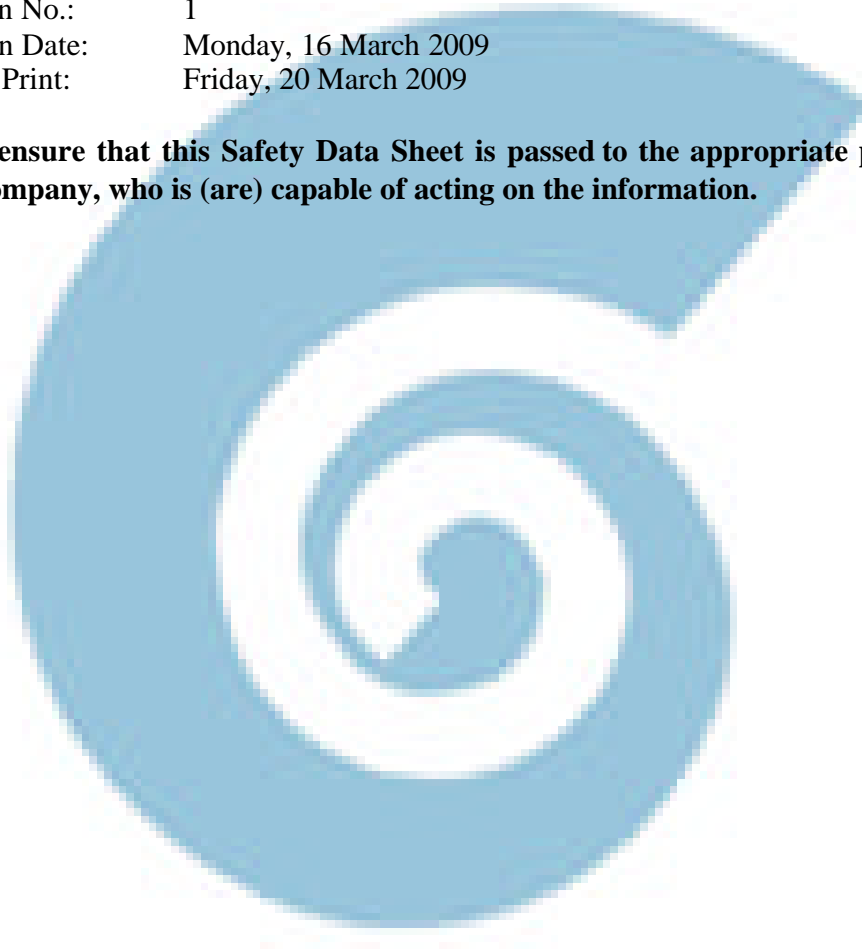 n No.: 1
n Date: Monday, 16 March 2009
Print: Friday, 20 March 2009
ensure that this Safety Data Sheet is passed to the appropriate p
ompany, who is (are) capable of acting on the information.